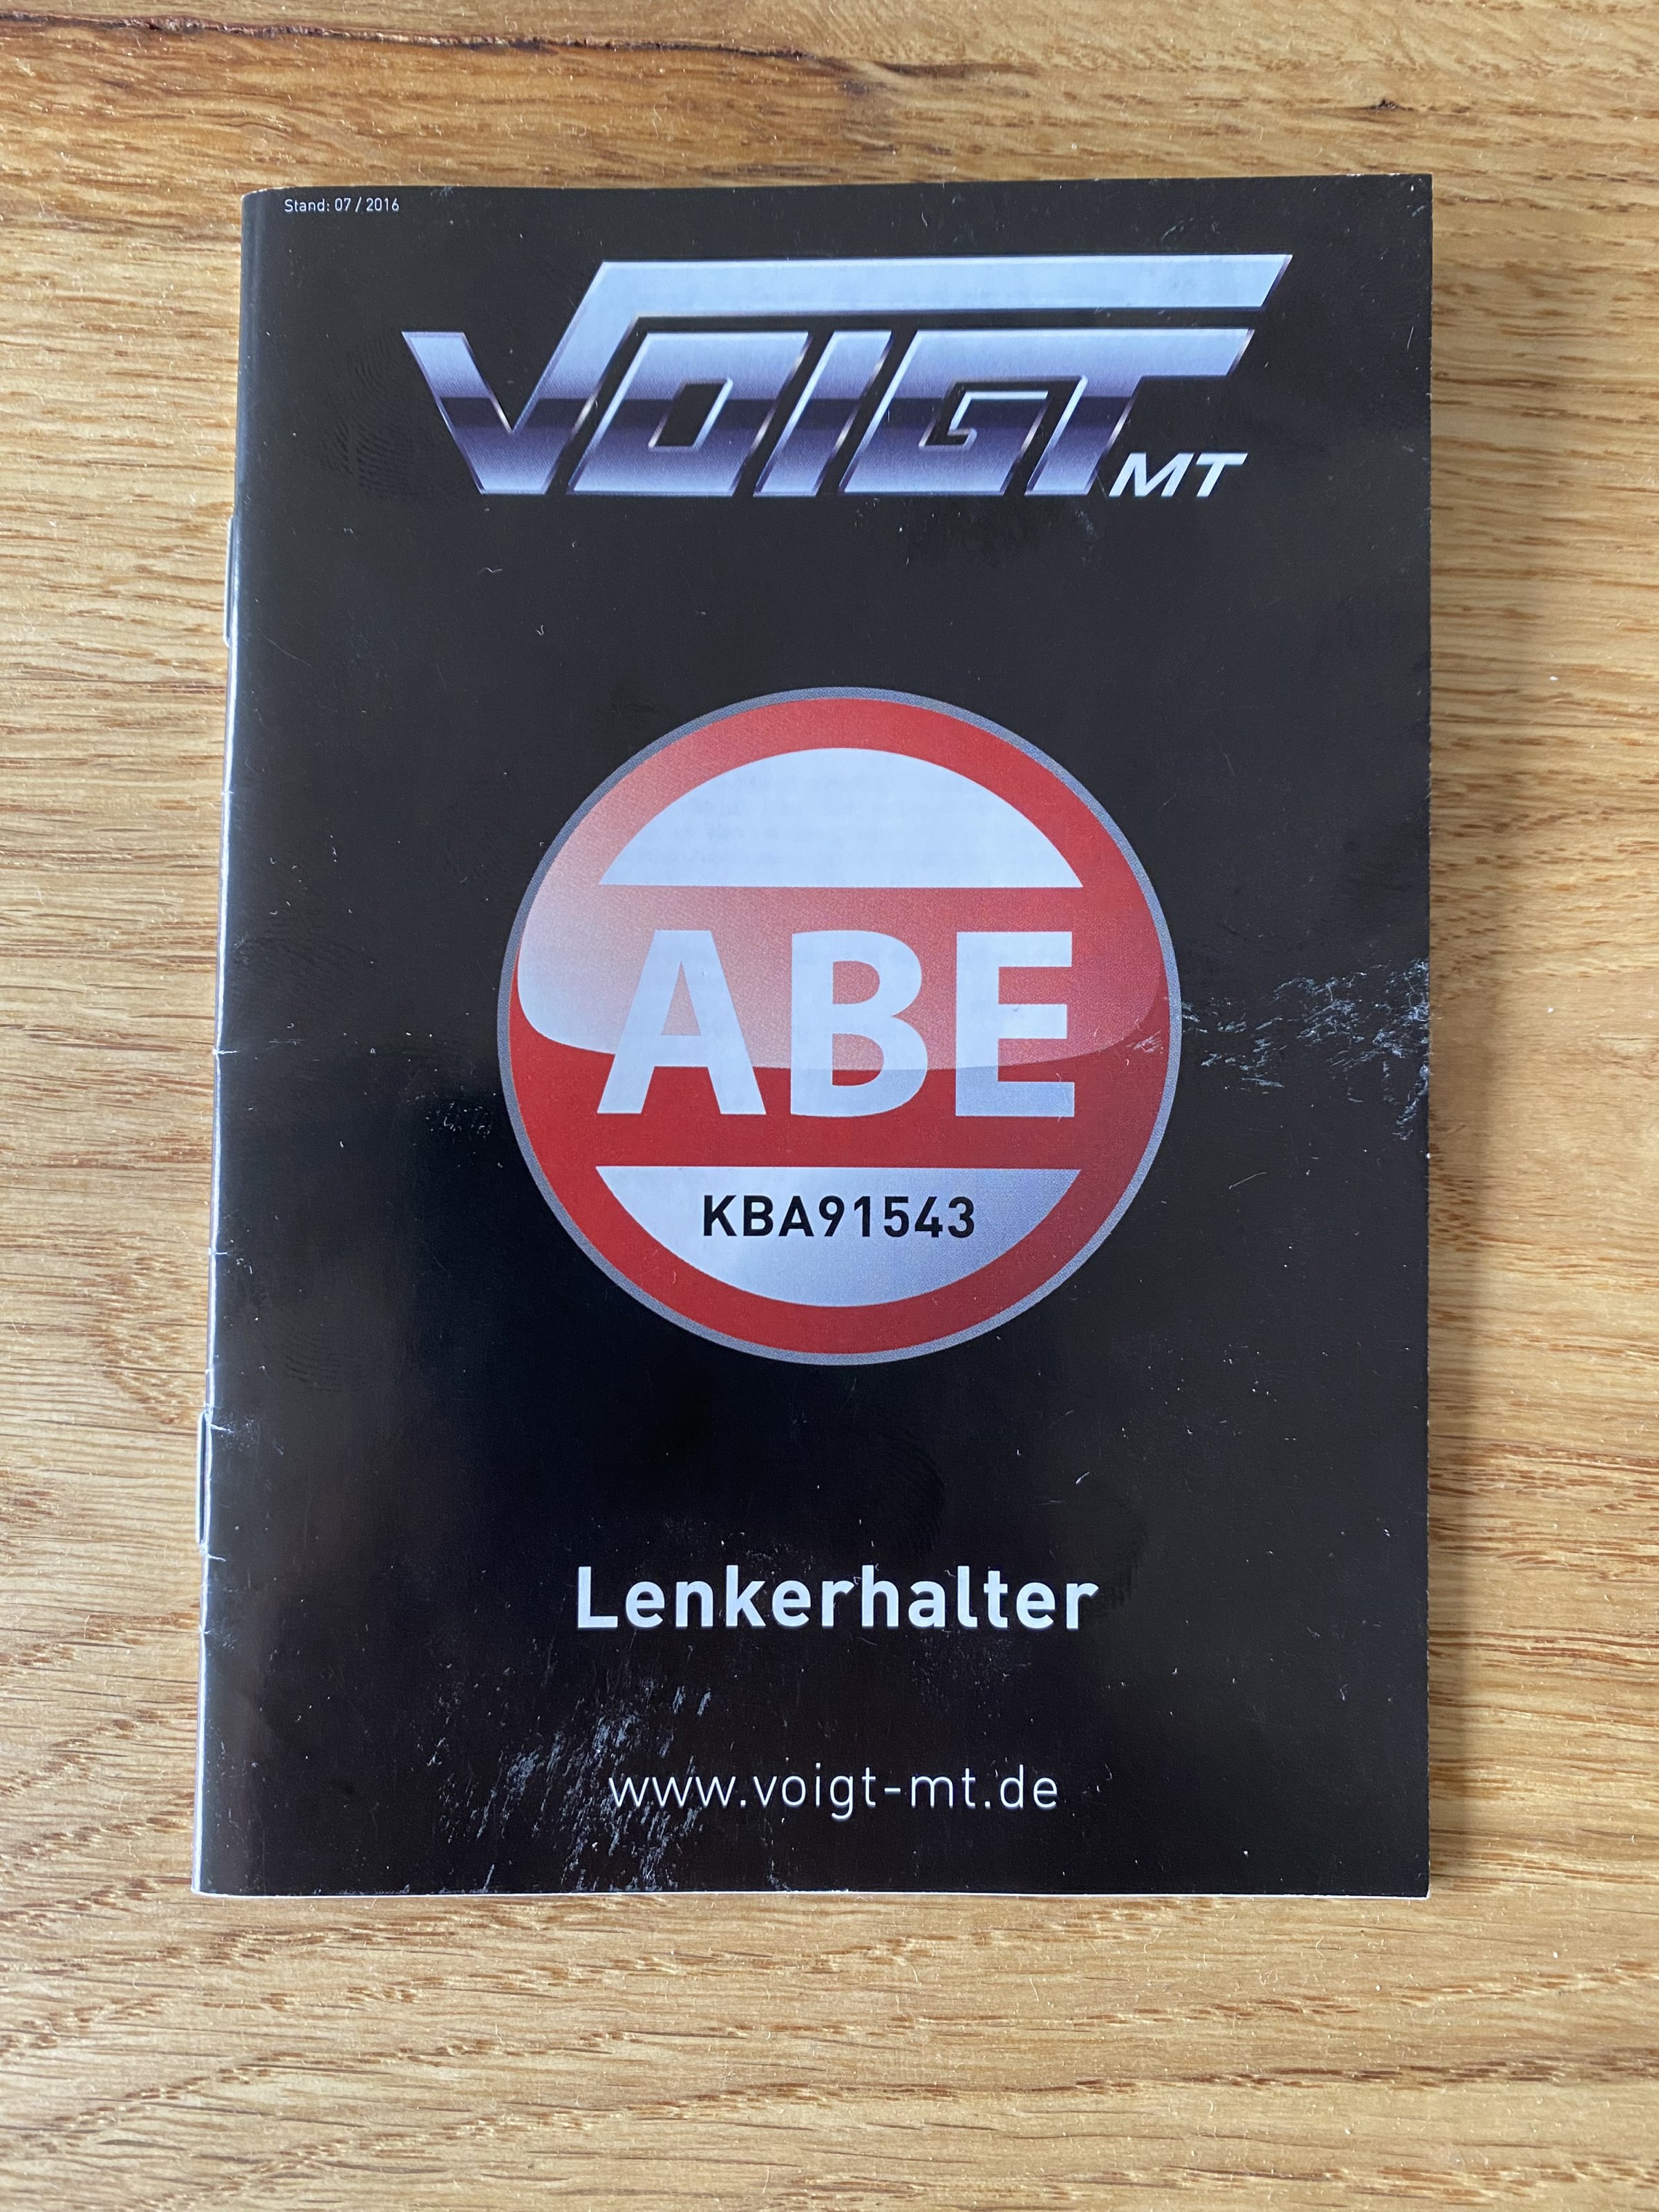 Stand: 07 / 2016
VOIGT MT
ABE
KBA91543
Lenkerhalter
www.voigt-mt.de